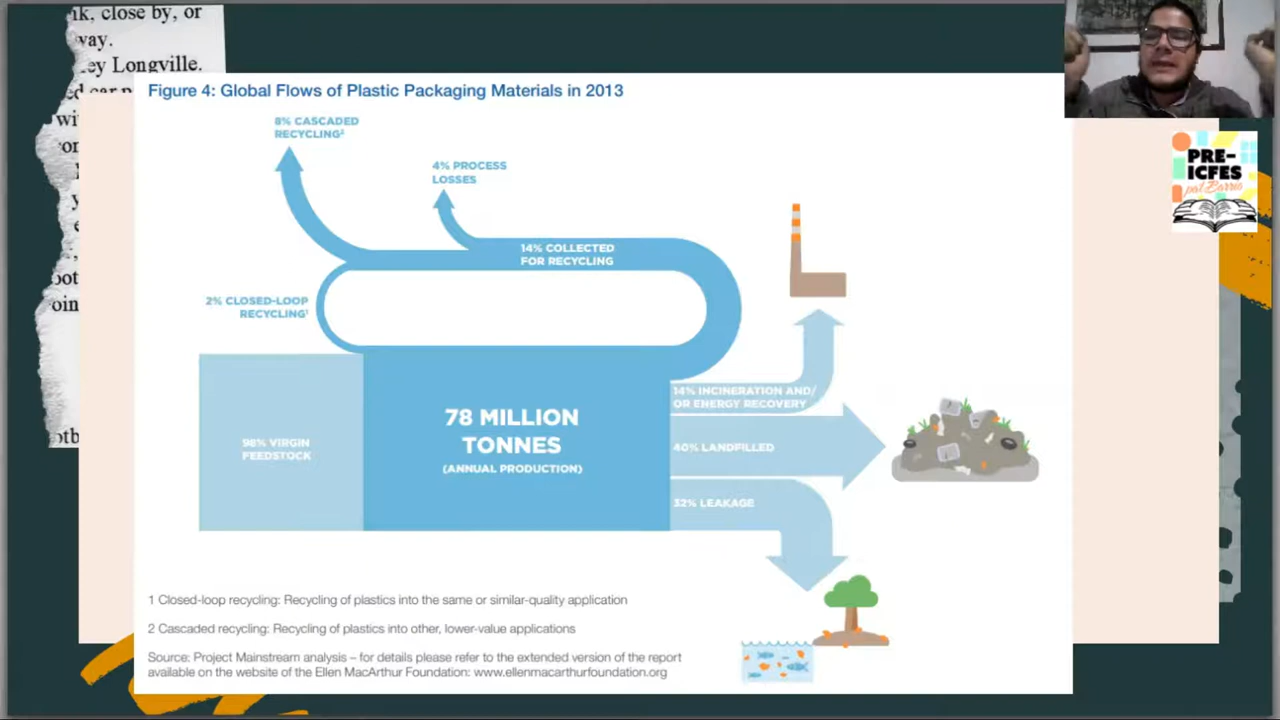 nk, close by, or
way.
ey Longville.
Figure 4: Global Flows of Plastic Packaging Materials in 2013
8% CASCADED
RECYCLING²
4% PROCESS
LOSSES
14% COLLECTED
FOR RECYCLING
2% CLOSED-LOOP
RECYCLING¹
98% VIRGIN
FEEDSTOCK
78 MILLION
TONNES
(ANNUAL PRODUCTION)
14% INCINERATION AND/
OR ENERGY RECOVERY
40% LANDFILLED
32% LEAKAGE
1 Closed-loop recycling: Recycling of plastics into the same or similar-quality application
2 Cascaded recycling: Recycling of plastics into other, lower-value applications
Source: Project Mainstream analysis – for details please refer to the extended version of the report
available on the website of the Ellen MacArthur Foundation: www.ellenmacarthurfoundation.org
PRE-
ICFES
pa'l Barrio